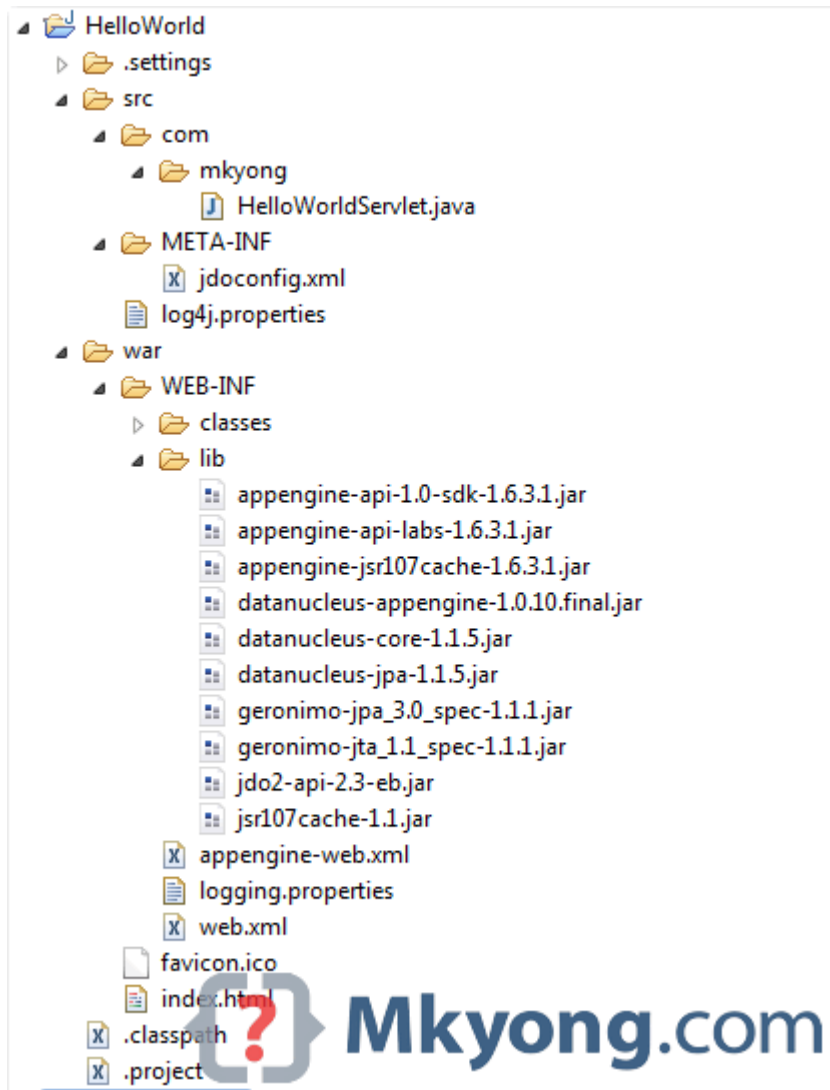 HelloWorld
.settings
src
com
mkyong
HelloWorldServlet.java
META-INF
jdoconfig.xml
log4j.properties
war
WEB-INF
classes
lib
appengine-api-1.0-sdk-1.6.3.1.jar
appengine-api-labs-1.6.3.1.jar
appengine-jsr107cache-1.6.3.1.jar
datanucleus-appengine-1.0.10.final.jar
datanucleus-core-1.1.5.jar
datanucleus-jpa-1.1.5.jar
geronimo-jpa_3.0_spec-1.1.1.jar
geronimo-jta_1.1_spec-1.1.1.jar
jdo2-api-2.3-eb.jar
jsr107cache-1.1.jar
appengine-web.xml
logging.properties
web.xml
favicon.ico
index.html
.classpath
.project
? Mkyong.com